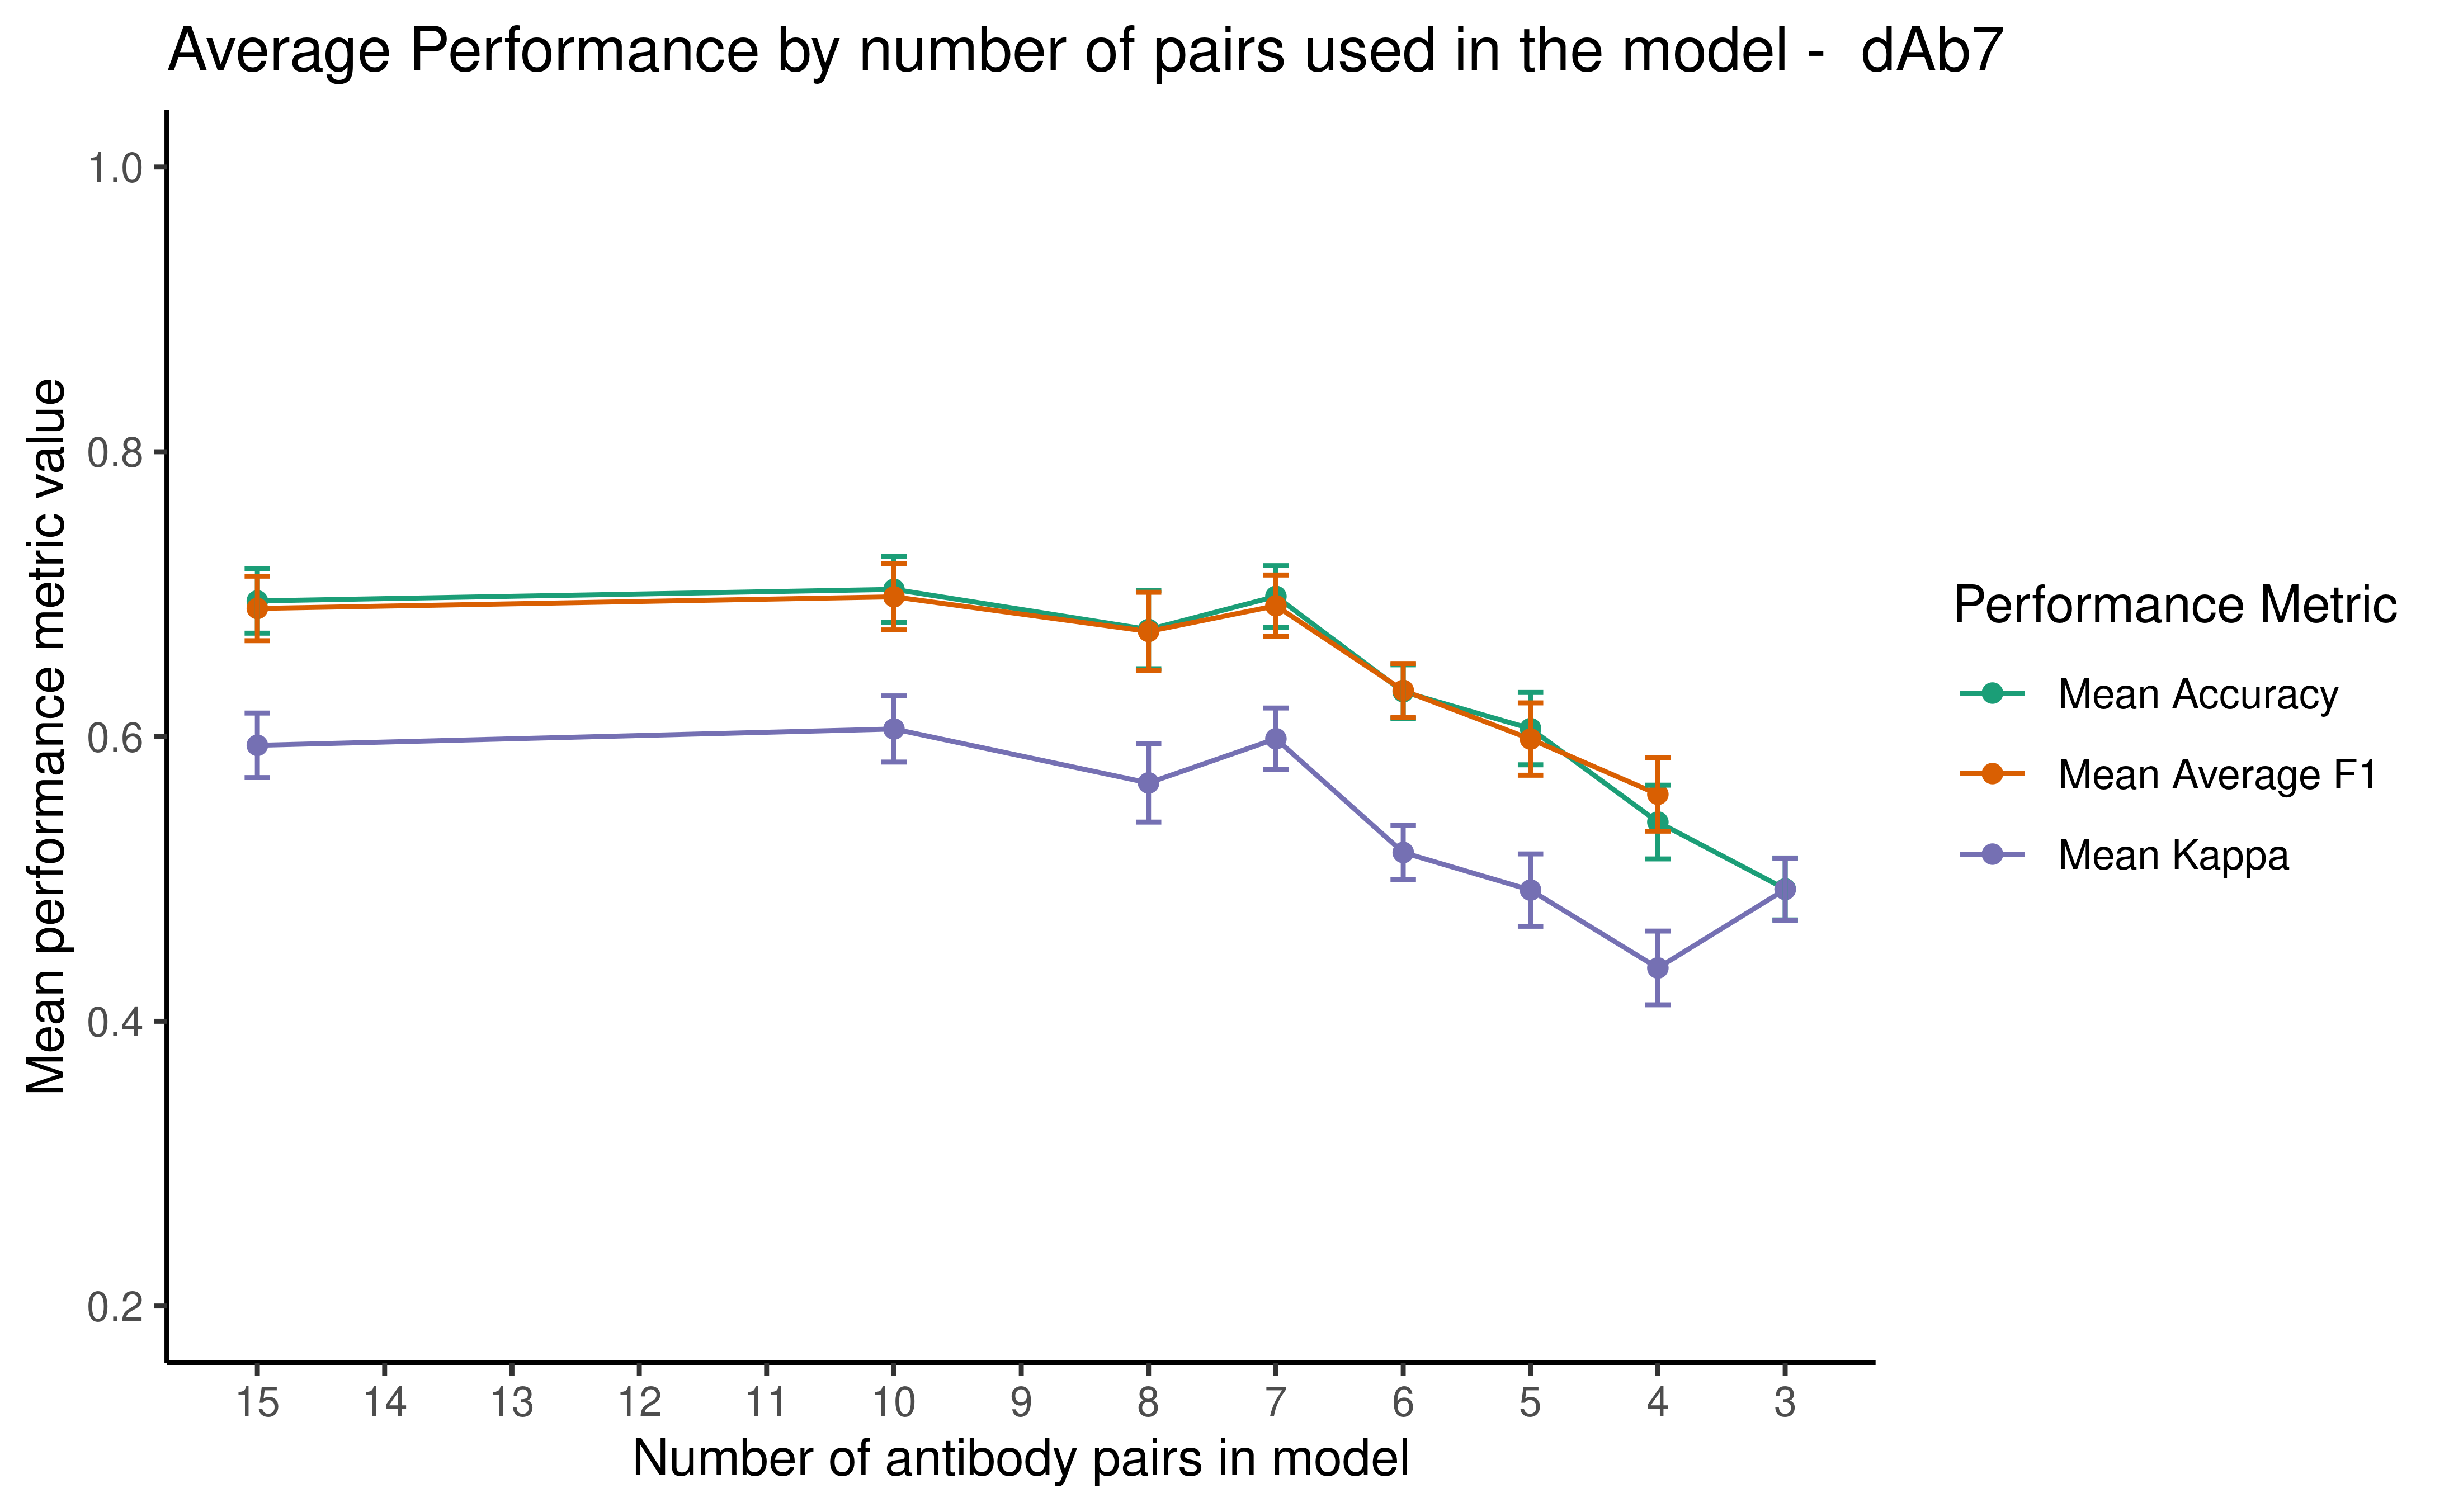 Average Performance by number of pairs used in the model -  dAb7
Mean performance metric value
1.0
0.8
0.6
0.4
0.2
15 14 13 12 11 10 9 8 7 6 5 4 3
Number of antibody pairs in model
Performance Metric
Mean Accuracy
Mean Average F1
Mean Kappa